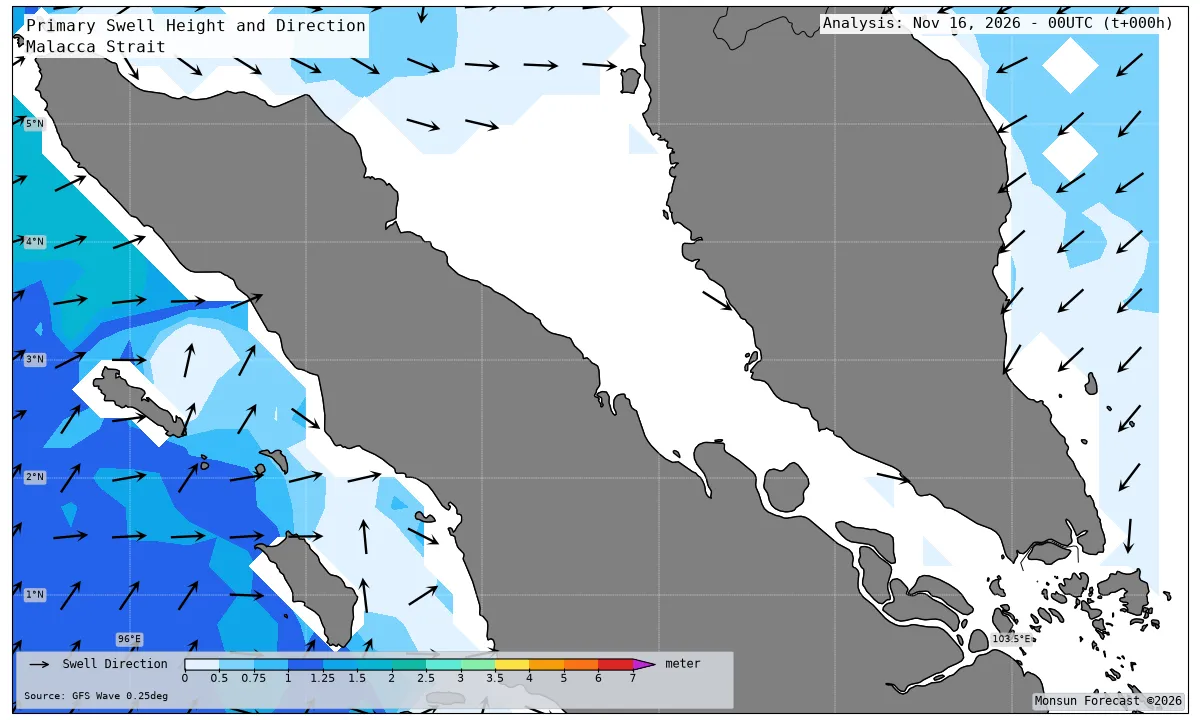 Primary Swell Height and Direction
Malacca Strait
Analysis: Nov 16, 2026 - 00UTC (t+000h)
5°N
4°N
3°N
2°N
1°N
96°E
103.5°E
Swell Direction
meter
0 0.5 0.75 1 1.25 1.5 2 2.5 3 3.5 4 5 6 7
Source: GFS Wave 0.25deg
Monsun Forecast ©2026